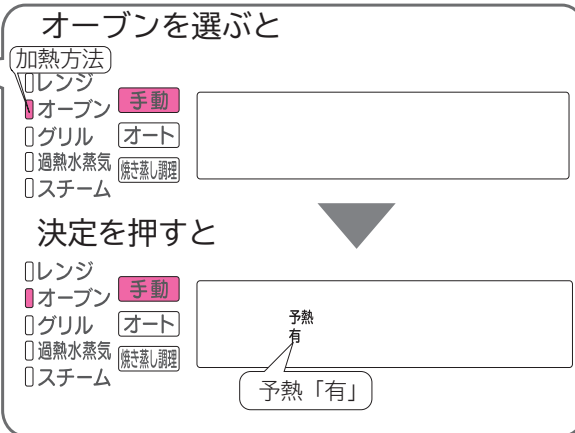 オーブンを選ぶと
加熱方法
レンジ
オーブン 手動
グリル オート
過熱水蒸気 焼き蒸し調理
スチーム
決定を押すと
レンジ
オーブン 手動
グリル オート
過熱水蒸気 焼き蒸し調理
スチーム
予熱
有
予熱「有」